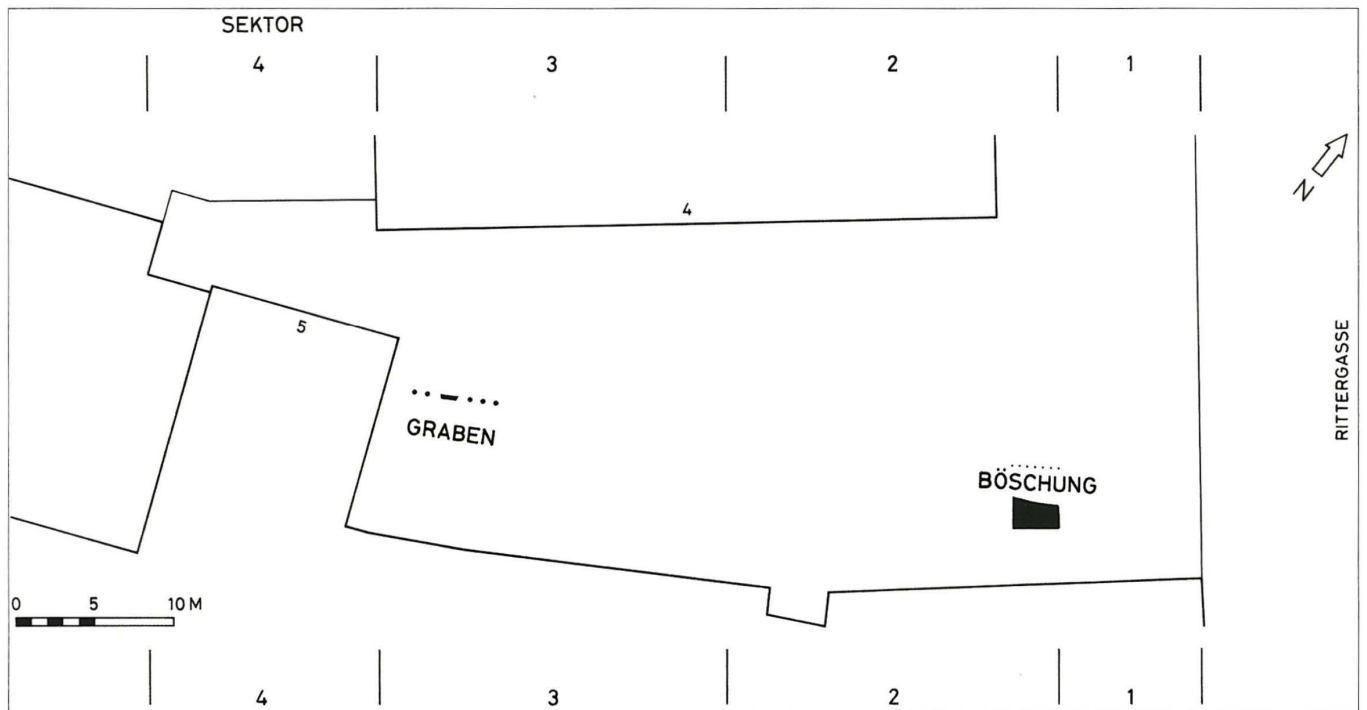 SEKTOR
4 3 2 1
N
4
5
RITTERGASSE
GRABEN
BÖSCHUNG
0 5 10 M
4 3 2 1